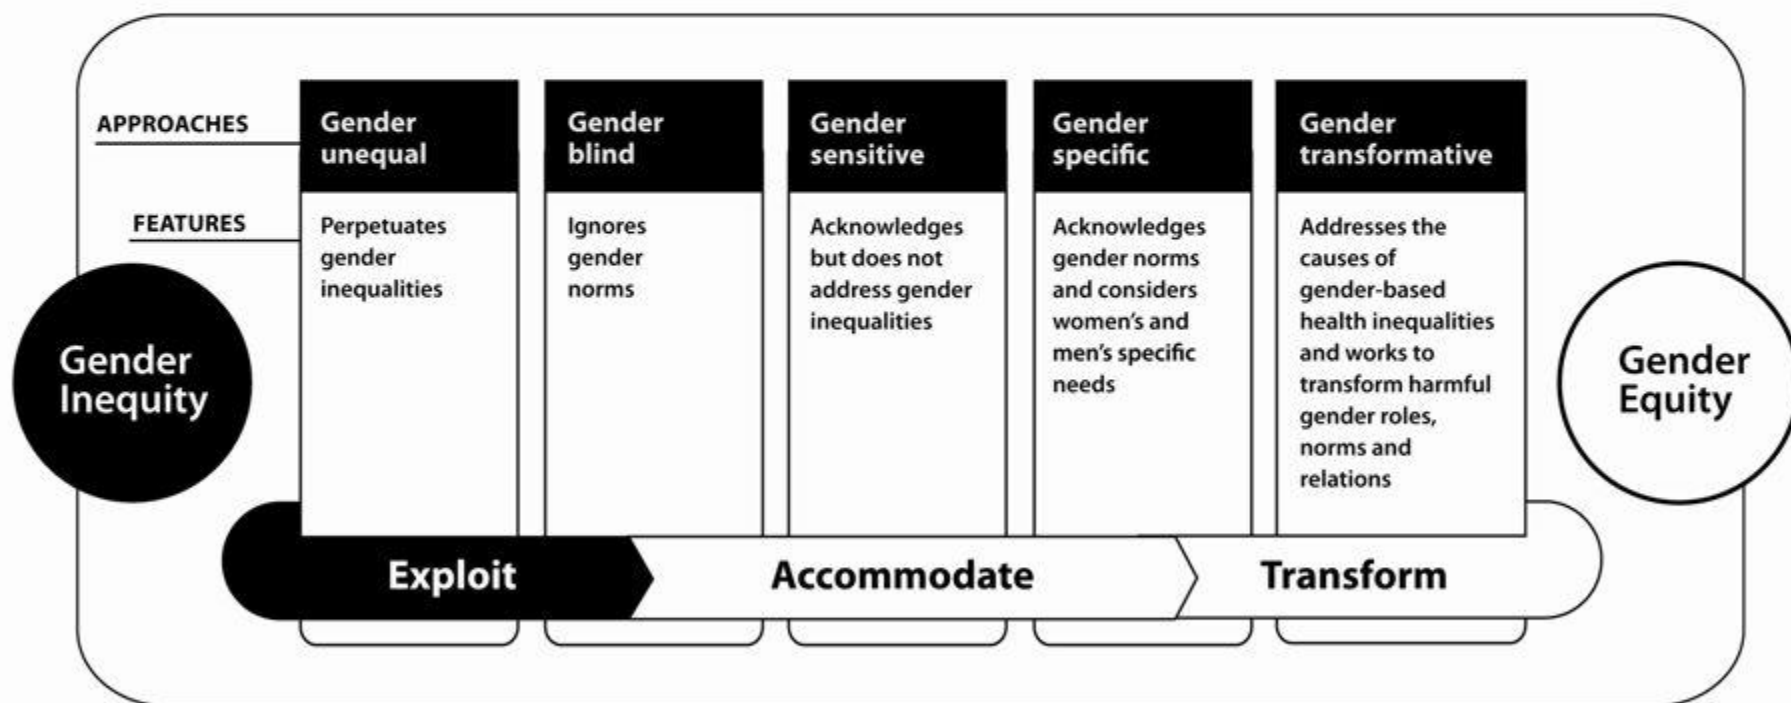 APPROACHES
Gender
unequal
Gender
blind
Gender
sensitive
Gender
specific
Gender
transformative
FEATURES
Perpetuates
gender
inequalities
Ignores
gender
norms
Acknowledges
but does not
address gender
inequalities
Acknowledges
gender norms
and considers
women's and
men's specific
needs
Addresses the
causes of
gender-based
health inequalities
and works to
transform harmful
gender roles,
norms and
relations
Gender
Inequity
Gender
Equity
Exploit
Accommodate
Transform